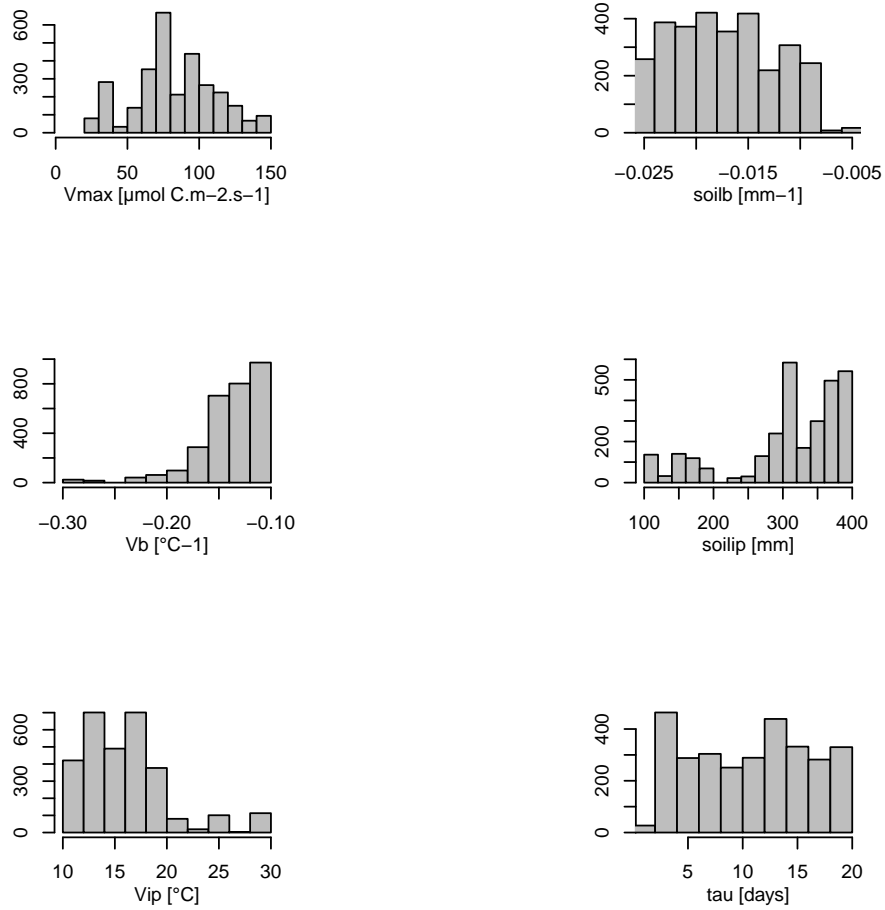 0 300 600
0 50 100 150
Vmax [µmol C.m−2.s−1]
0 200 400
−0.025 −0.015 −0.005
soilb [mm−1]
0 400 800
−0.30 −0.20 −0.10
Vb [°C−1]
0 200 500
100 200 300 400
soilip [mm]
0 300 600
10 15 20 25 30
Vip [°C]
0 200 400
5 10 15 20
tau [days]